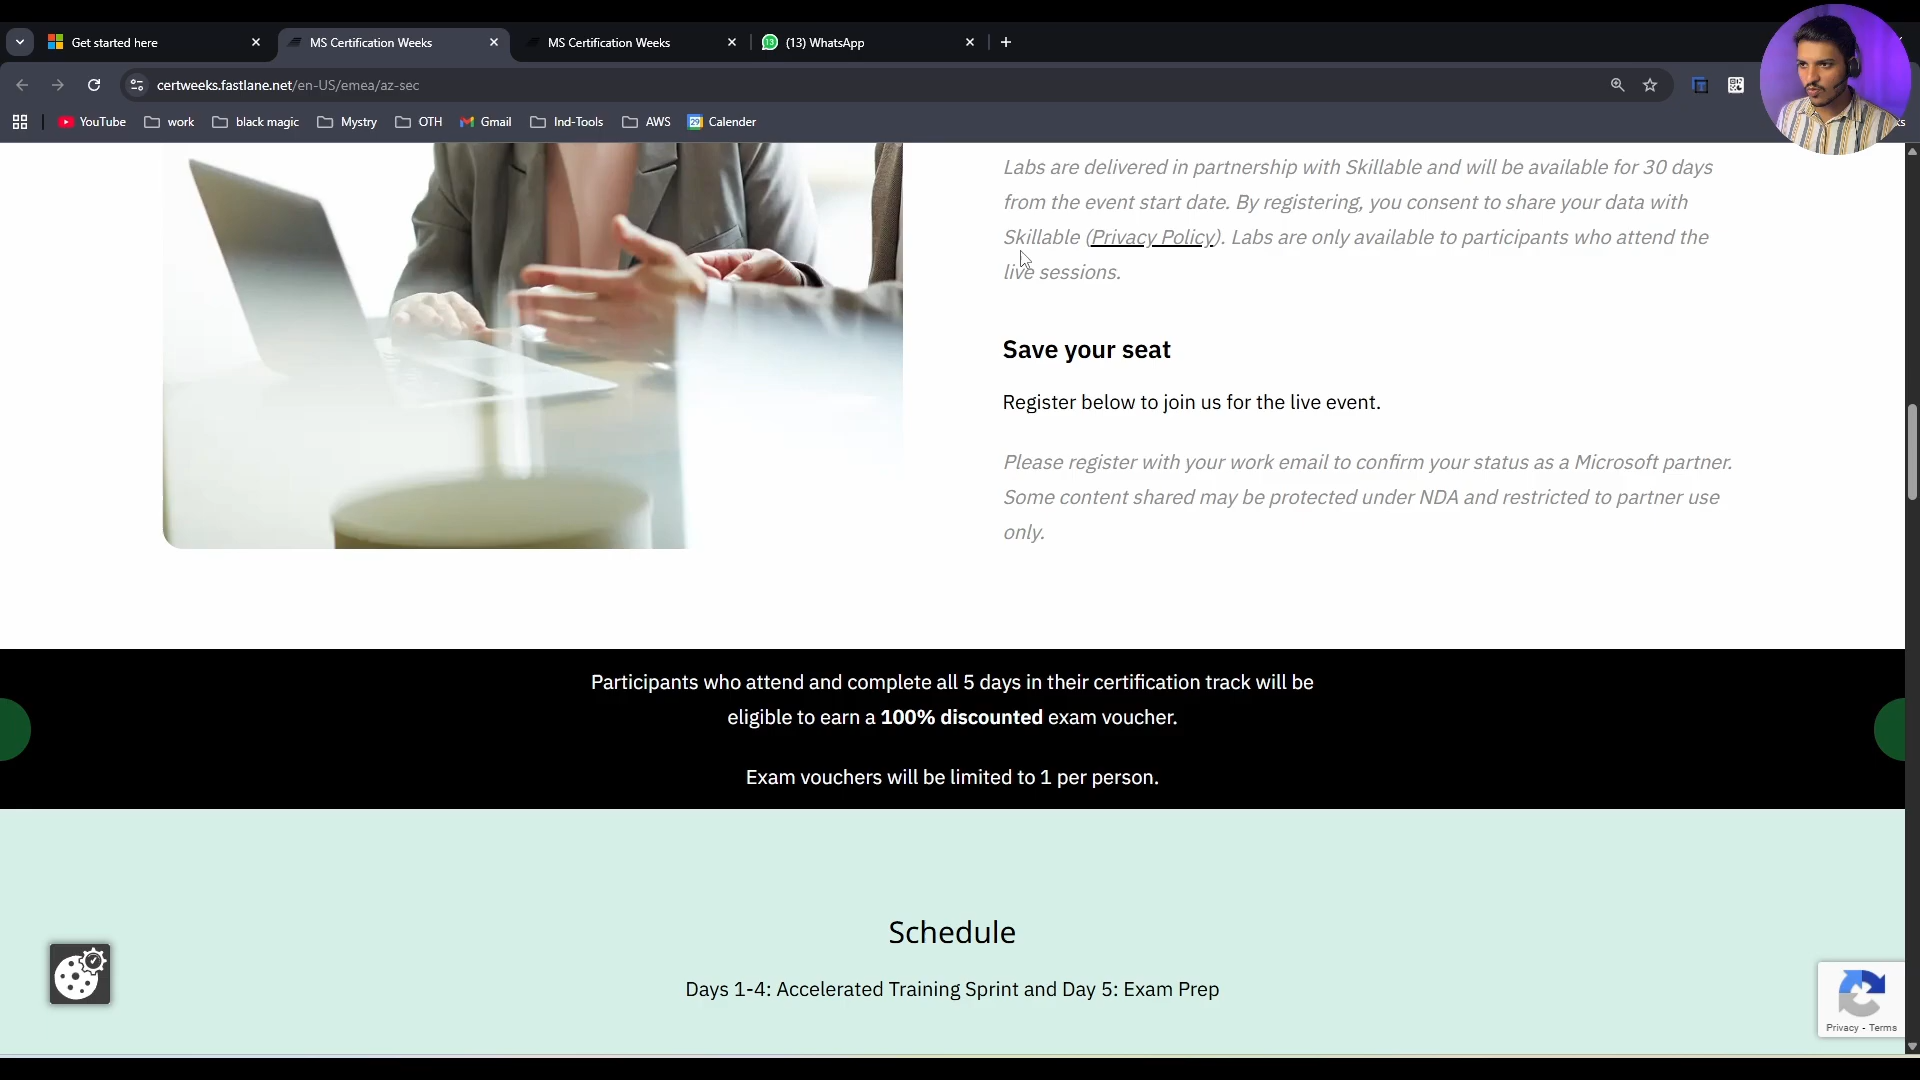 Get started here
MS Certification Weeks
MS Certification Weeks
(13) WhatsApp
certweeks.fastlane.net/en-US/emea/az-sec
YouTube
work
black magic
Mystry
OTH
Gmail
Ind-Tools
AWS
Calender
Labs are delivered in partnership with Skillable and will be available for 30 days
from the event start date. By registering, you consent to share your data with
Skillable (Privacy Policy). Labs are only available to participants who attend the
live sessions.
Save your seat
Register below to join us for the live event.
Please register with your work email to confirm your status as a Microsoft partner.
Some content shared may be protected under NDA and restricted to partner use
only.
Participants who attend and complete all 5 days in their certification track will be
eligible to earn a 100% discounted exam voucher.
Exam vouchers will be limited to 1 per person.
Schedule
Days 1-4: Accelerated Training Sprint and Day 5: Exam Prep
Privacy - Terms